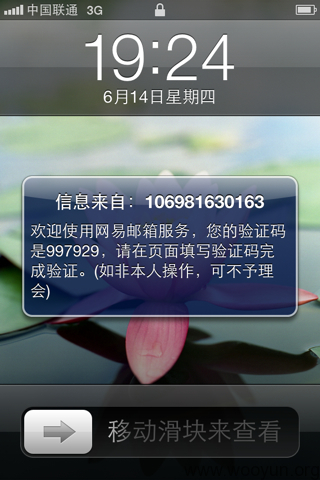 中国联通 3G
19:24
6月14日星期四
信息来自：106981630163
欢迎使用网易邮箱服务，您的验证码
是997929，请在页面填写验证码完
成验证。(如非本人操作，可不予理
会)
移动滑块来查看
www.wooyun.org